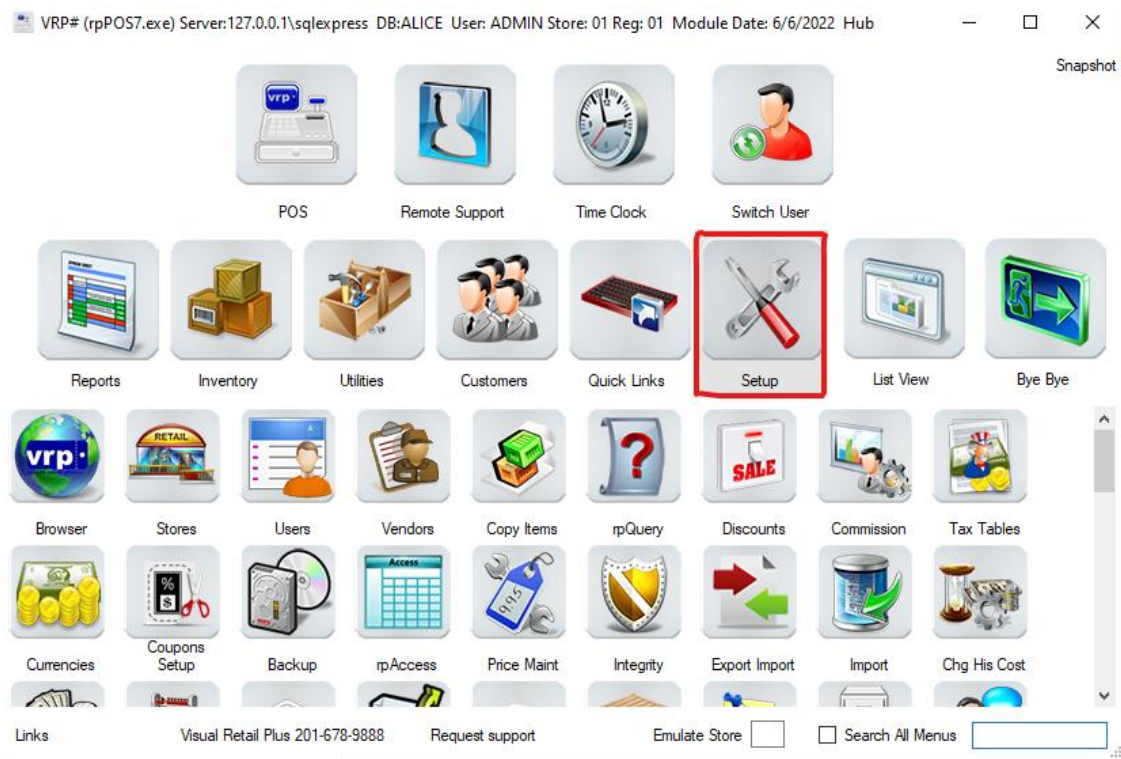 VRP# (rpPOS7.exe) Server:127.0.0.1\sqlexpress DB:ALICE User: ADMIN Store: 01 Reg: 01 Module Date: 6/6/2022 Hub
Snapshot
vrp
POS
Remote Support
Time Clock
Switch User
Reports
Inventory
Utilities
Customers
Quick Links
Setup
List View
Bye Bye
vrp
RETAIL
SALE
Browser
Stores
Users
Vendors
Copy Items
rpQuery
Discounts
Commission
Tax Tables
%
$
Access
9.95
Currencies
Coupons
Setup
Backup
rpAccess
Price Maint
Integrity
Export Import
Import
Chg His Cost
Links
Visual Retail Plus 201-678-9888
Request support
Emulate Store
Search All Menus